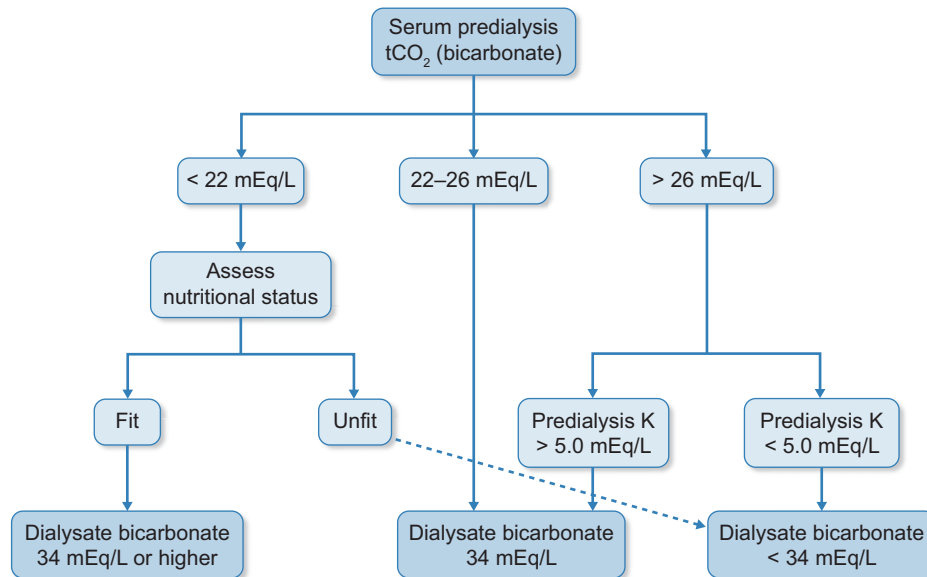 Serum predialysis
tCO₂ (bicarbonate)
< 22 mEq/L
22–26 mEq/L
> 26 mEq/L
Assess
nutritional status
Fit
Unfit
Predialysis K
> 5.0 mEq/L
Predialysis K
< 5.0 mEq/L
Dialysate bicarbonate
34 mEq/L or higher
Dialysate bicarbonate
34 mEq/L
Dialysate bicarbonate
< 34 mEq/L